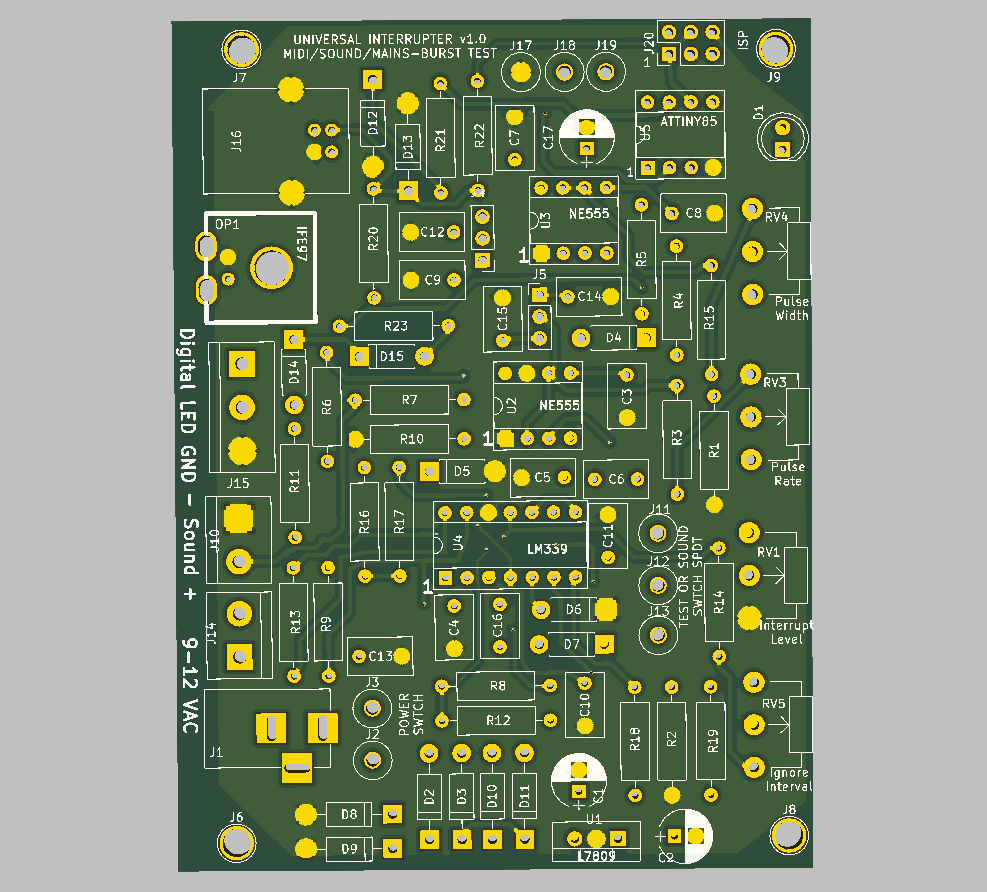 UNIVERSAL INTERRUPTER v1.0
MIDI/SOUND/MAINS-BURST TEST
J7
J17
J18
J19
J20
1
ISP
J9
J16
D12
D13
R21
R22
C7
C17
U5
ATTINY85
1
D1
OP1
IFE97
R20
C12
C9
U3
NE555
1
R5
C8
RV4
Pulse
Width
J5
C15
C14
D4
R4
R15
R23
D15
D14
R6
R7
R10
U2
NE555
1
C3
R3
R1
RV3
Pulse
Rate
Digital LED GND - Sound + 9-12 VAC
J15
R11
R16
R17
D5
C5
C6
J10
U4
LM339
1
C11
J11
J12
J13
TEST OR SOUND
SWTCH SPDT
R14
RV1
Interrupt
Level
J14
R13
R9
C4
C16
D6
D7
C13
J3
J2
POWER
SWTCH
R8
R12
C10
R18
R2
R19
RV5
Ignore
Interval
J1
D2
D3
D10
D11
C1
J6
D8
D9
U1
L7809
C2
J8